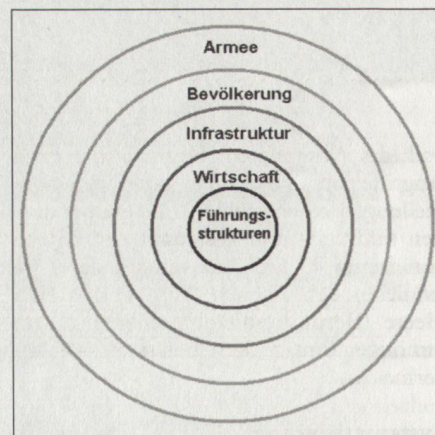 Armee
Bevölkerung
Infrastruktur
Wirtschaft
Führungs-
strukturen